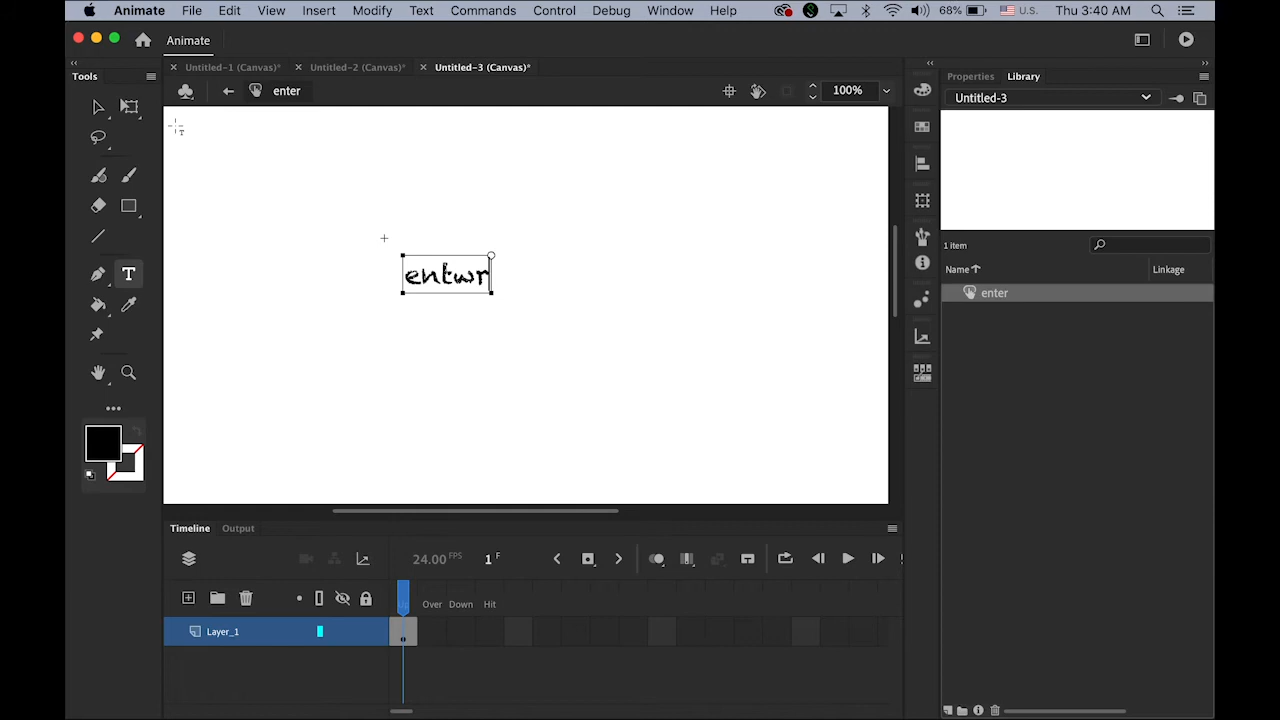 Animate File Edit View Insert Modify Text Commands Control Debug Window Help 68% U.S. Thu 3:40 AM
Animate
Untitled-1 (Canvas)* Untitled-2 (Canvas)* Untitled-3 (Canvas)*
Tools
enter 100%
Properties Library
Untitled-3
entwr
1 item
Name Linkage
enter
Timeline Output
24.00 FPS 1 F
Over Down Hit
Layer_1